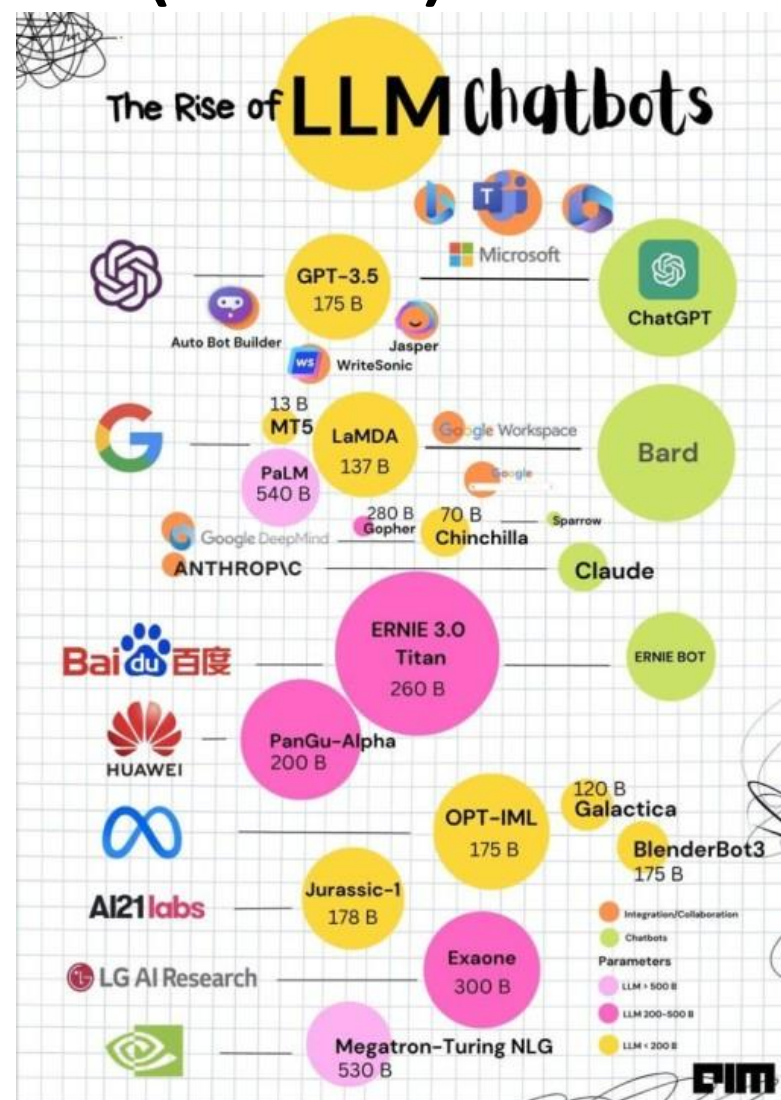 The Rise of LLM Chatbots
Microsoft
GPT-3.5
175 B
ChatGPT
Auto Bot Builder
Jasper
WS
WriteSonic
13 B
MT5
LaMDA
137 B
Google Workspace
Bard
PaLM
540 B
Google
280 B
Gopher
70 B
Chinchilla
Sparrow
Google DeepMind
ANTHROP\C
Claude
ERNIE 3.0
Titan
260 B
Baidu百度
ERNIE BOT
PanGu-Alpha
200 B
HUAWEI
OPT-IML
175 B
120 B
Galactica
BlenderBot3
175 B
AI21labs
Jurassic-1
178 B
Integration/Collaboration
Chatbots
Parameters
LLM > 500 B
LLM 200-500 B
LLM < 200 B
LG AI Research
Exaone
300 B
Megatron-Turing NLG
530 B
AIM